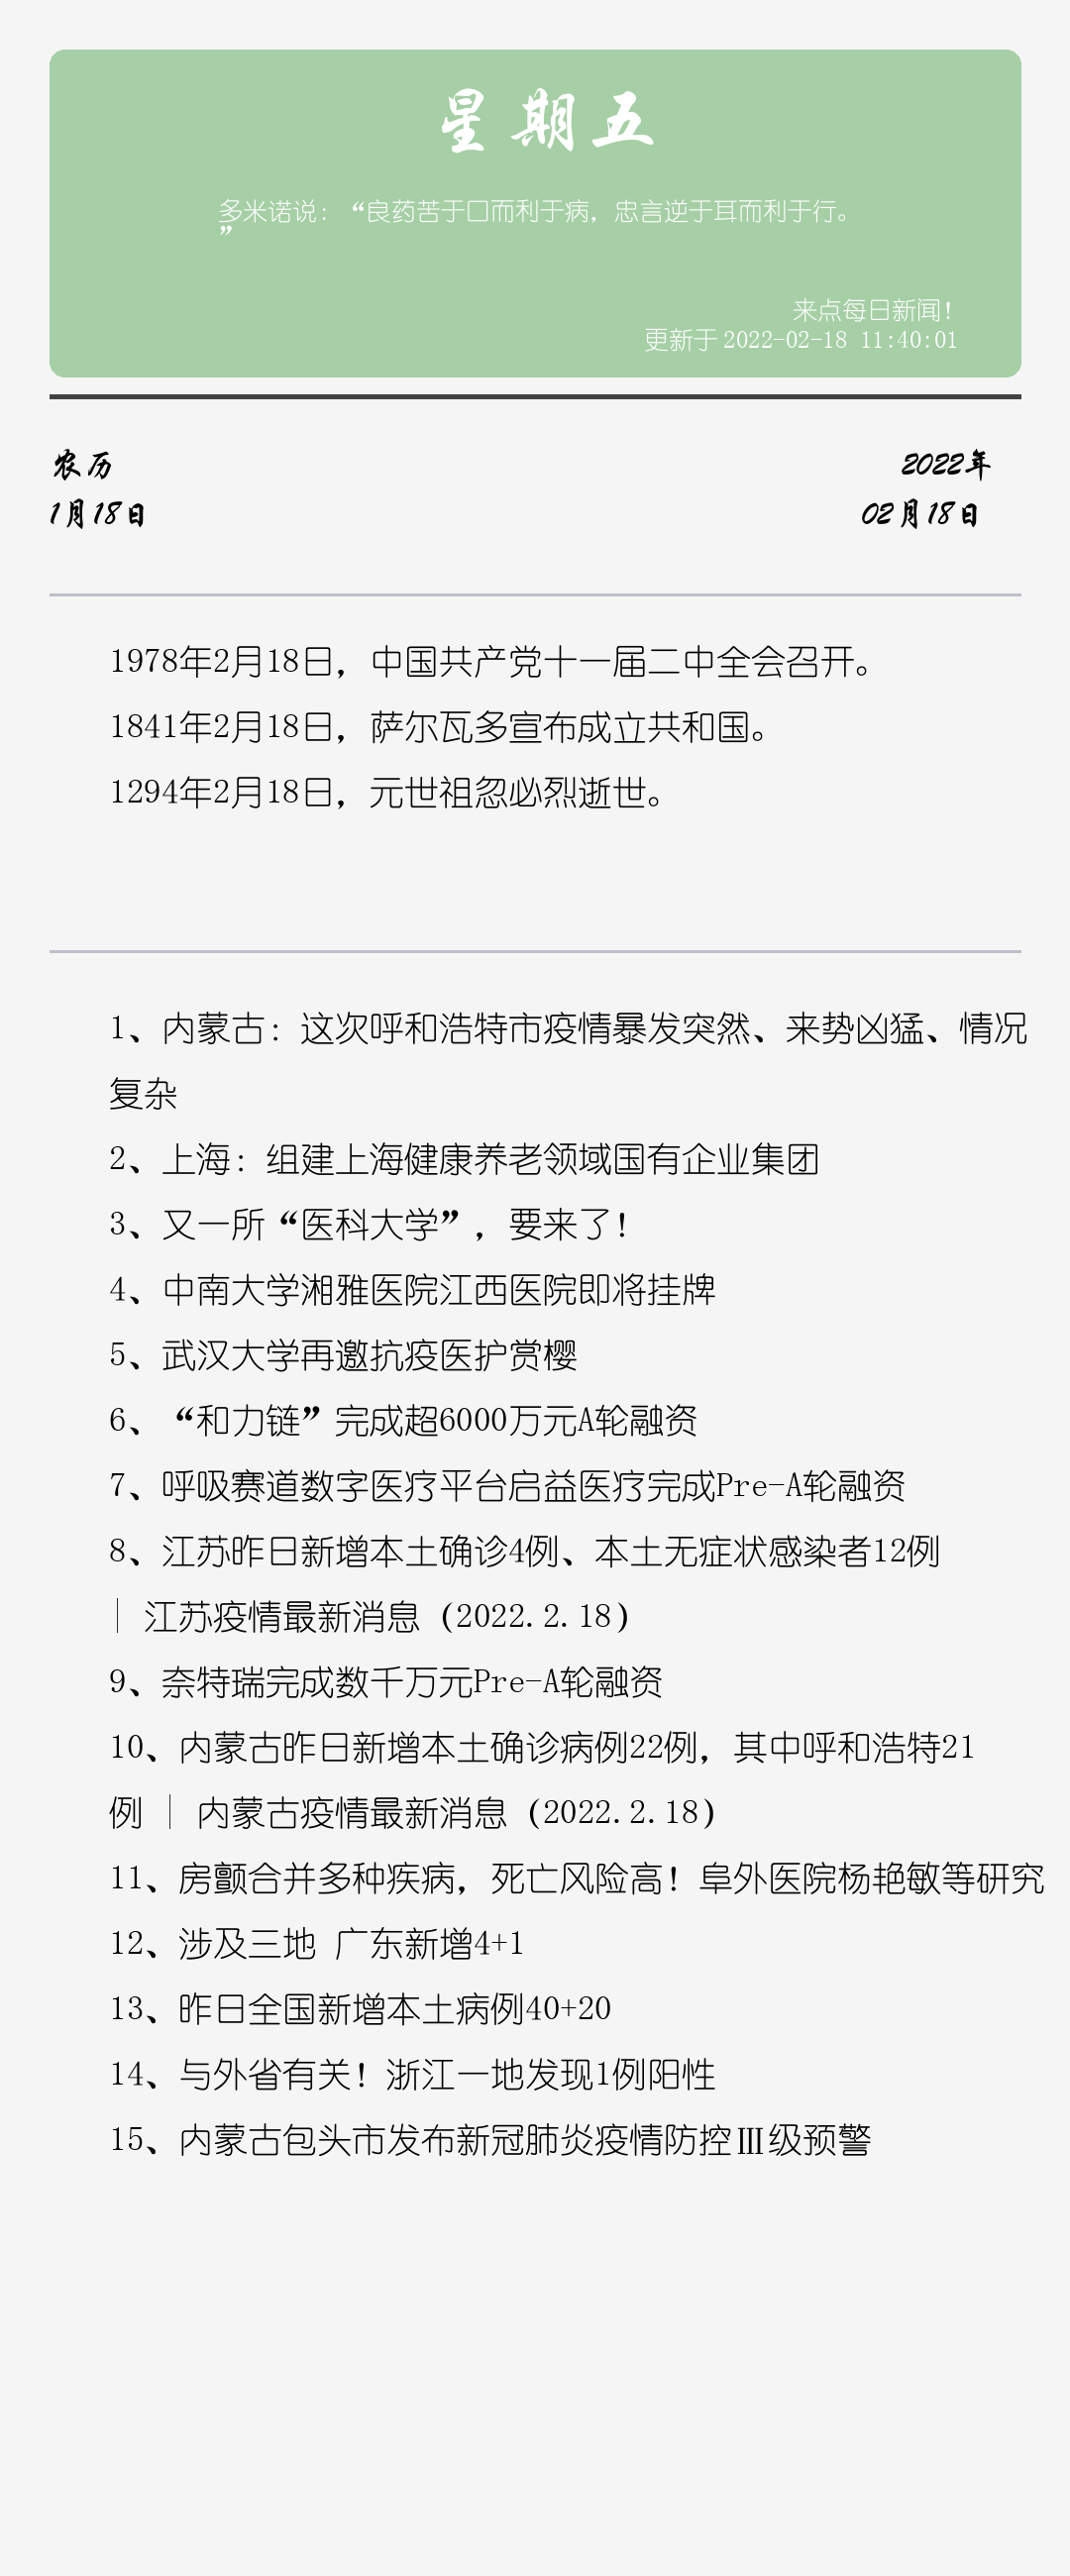 星期五
多米诺说：“良药苦于口而利于病，忠言逆于耳而利于行。
”
来点每日新闻！
更新于 2022-02-18 11:40:01
农历
2022年
1月18日
02月18日
1978年2月18日，中国共产党十一届二中全会召开。
1841年2月18日，萨尔瓦多宣布成立共和国。
1294年2月18日，元世祖忽必烈逝世。
1、内蒙古：这次呼和浩特市疫情暴发突然、来势凶猛、情况
复杂
2、上海：组建上海健康养老领域国有企业集团
3、又一所“医科大学”，要来了！
4、中南大学湘雅医院江西医院即将挂牌
5、武汉大学再邀抗疫医护赏樱
6、“和力链”完成超6000万元A轮融资
7、呼吸赛道数字医疗平台启益医疗完成Pre-A轮融资
8、江苏昨日新增本土确诊4例、本土无症状感染者12例
｜江苏疫情最新消息（2022.2.18）
9、奈特瑞完成数千万元Pre-A轮融资
10、内蒙古昨日新增本土确诊病例22例，其中呼和浩特21
例｜内蒙古疫情最新消息（2022.2.18）
11、房颤合并多种疾病，死亡风险高！阜外医院杨艳敏等研究
12、涉及三地 广东新增4+1
13、昨日全国新增本土病例40+20
14、与外省有关！浙江一地发现1例阳性
15、内蒙古包头市发布新冠肺炎疫情防控Ⅲ级预警